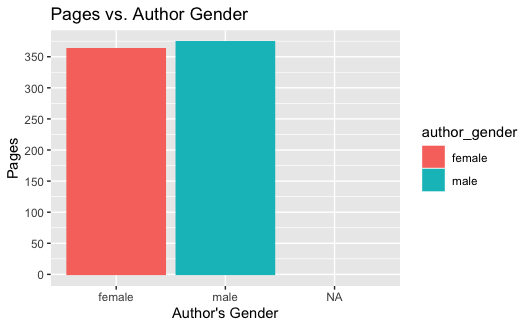 Pages vs. Author Gender
350
300
250
200
150
100
50
0
Pages
female male NA
Author's Gender
author_gender
female
male